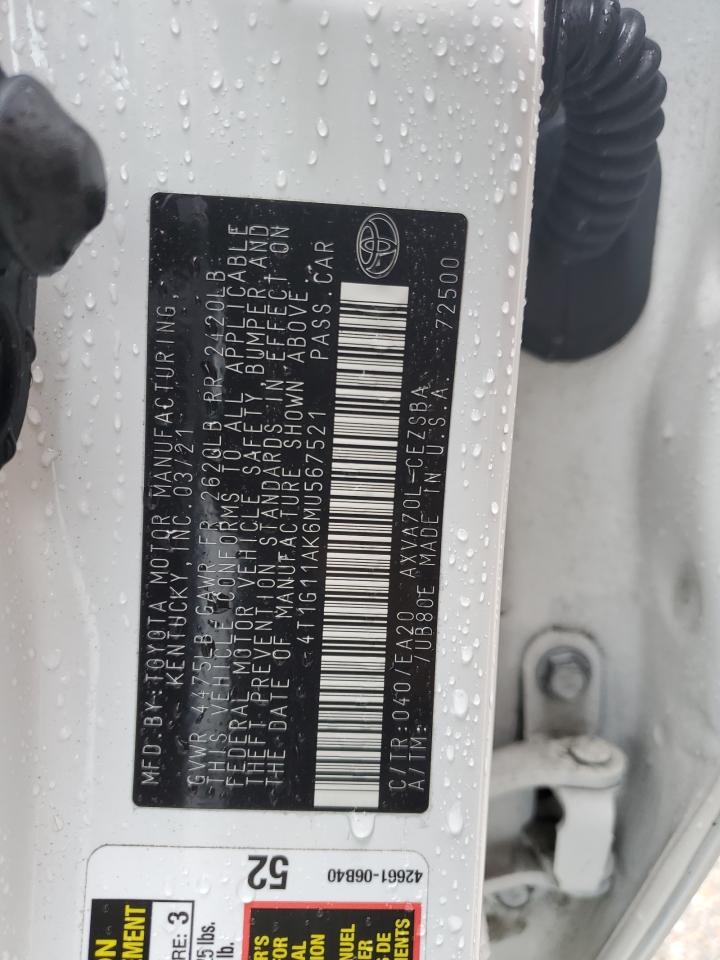 MFD.BY:TOYOTA MOTOR MANUFACTURING,
KENTUCKY, INC.03/21
GVWR 4475LB GAWR FR 2620LB RR 2420LB
THIS VEHICLE CONFORMS TO ALL APPLICABLE
FEDERAL MOTOR VEHICLE SAFETY, BUMPER AND
THEFT PREVENTION STANDARDS IN EFFECT ON
THE DATE OF MANUFACTURE SHOWN ABOVE.
4T1G11AK6MU567521 PASS.CAR
C/TR:040/EA20 AXVA70L-CEZSBA
A/TM: /UB80E MADE IN U.S.A. 72500
52
42661-06B40
3
lb.